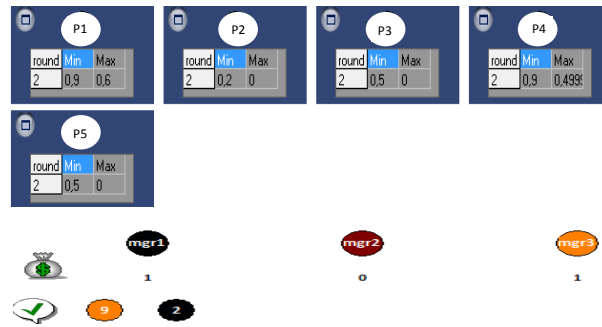 P1
round Min Max
2 0,9 0,6
P2
round Min Max
2 0,2 0
P3
round Min Max
2 0,5 0
P4
round Min Max
2 0,9 0,499
P5
round Min Max
2 0,5 0
mgr1 mgr2 mgr3
$ 1 0 1
9 2